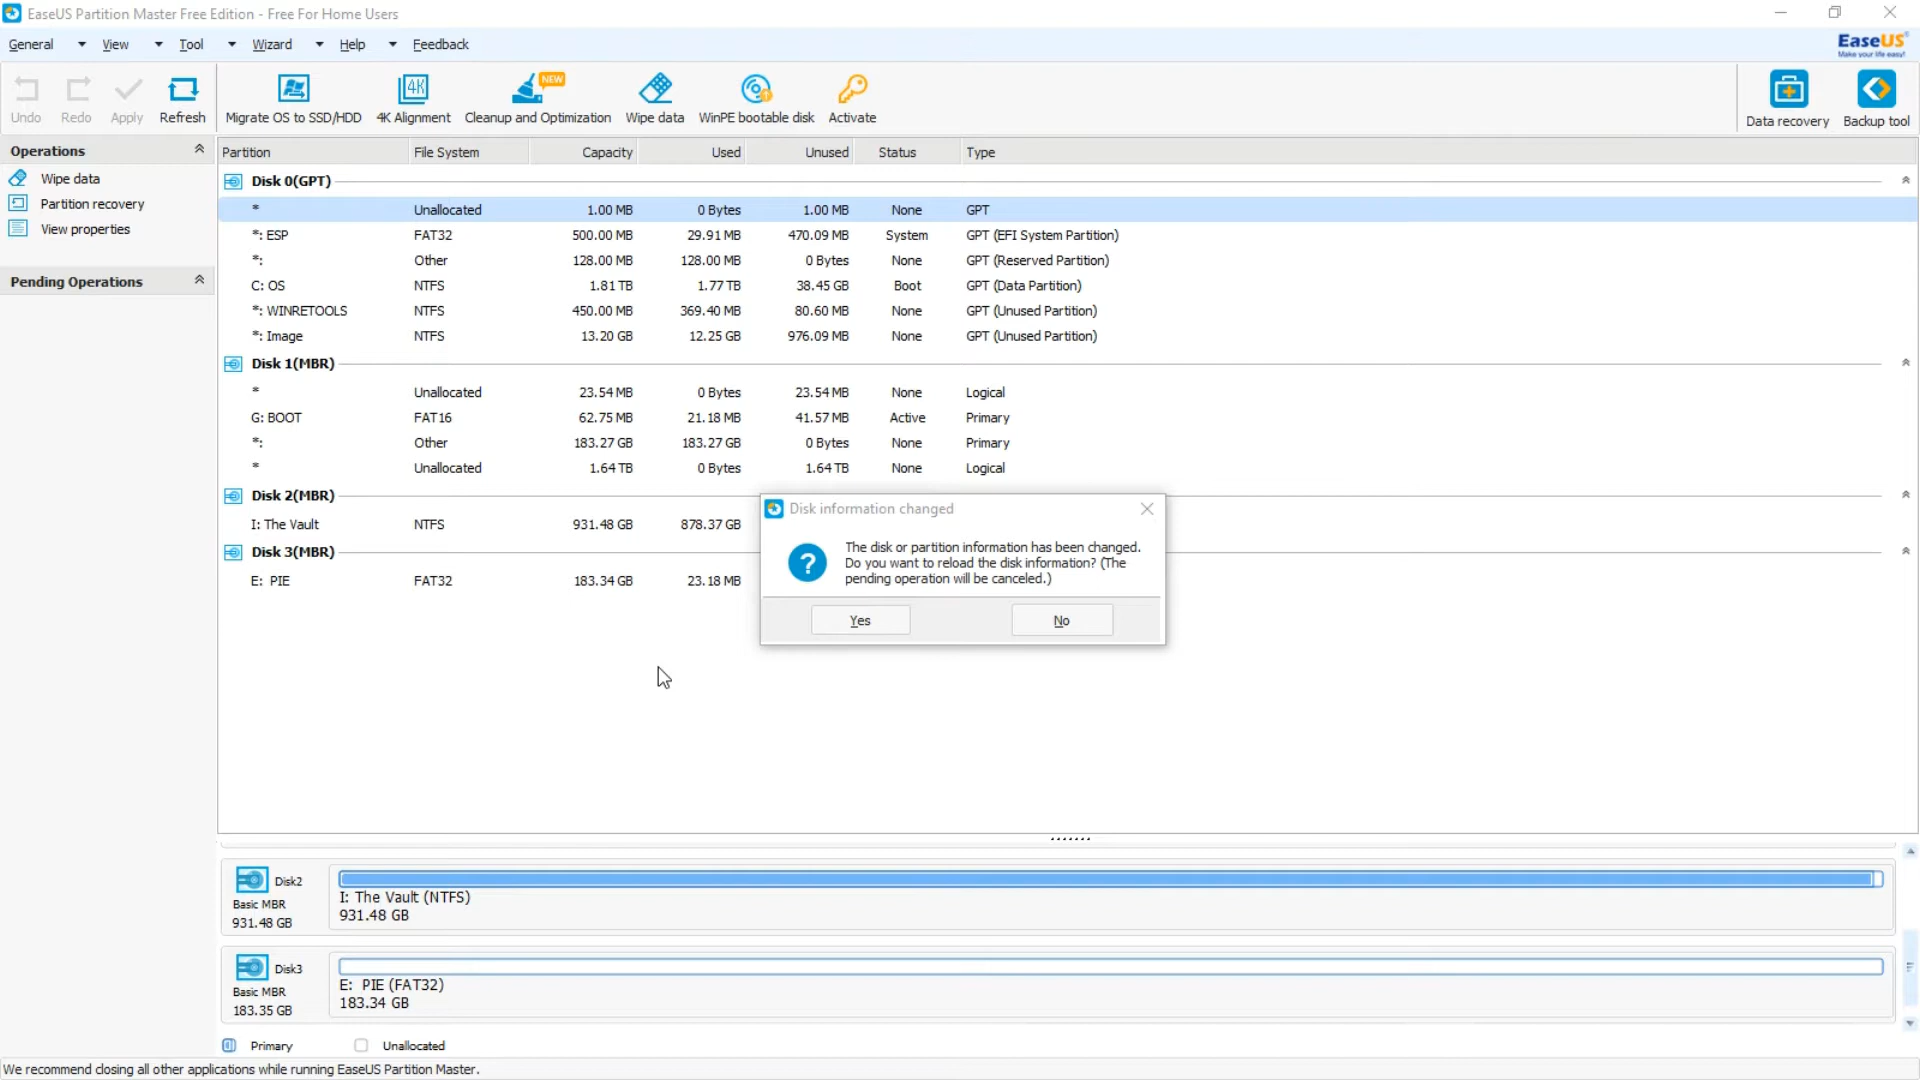 EaseUS Partition Master Free Edition - Free For Home Users
General View Tool Wizard Help Feedback
EaseUS
Make your life easy!
Undo Redo Apply Refresh Migrate OS to SSD/HDD 4K Alignment Cleanup and Optimization Wipe data WinPE bootable disk Activate Data recovery Backup tool
4K
NEW
Operations
Wipe data
Partition recovery
View properties
Pending Operations
Partition File System Capacity Used Unused Status Type
Disk 0(GPT)
* Unallocated 1.00 MB 0 Bytes 1.00 MB None GPT
*: ESP FAT32 500.00 MB 29.91 MB 470.09 MB System GPT (EFI System Partition)
*: Other 128.00 MB 128.00 MB 0 Bytes None GPT (Reserved Partition)
C: OS NTFS 1.81 TB 1.77 TB 38.45 GB Boot GPT (Data Partition)
*: WINRETOOLS NTFS 450.00 MB 369.40 MB 80.60 MB None GPT (Unused Partition)
*: Image NTFS 13.20 GB 12.25 GB 976.09 MB None GPT (Unused Partition)
Disk 1(MBR)
* Unallocated 23.54 MB 0 Bytes 23.54 MB None Logical
G: BOOT FAT16 62.75 MB 21.18 MB 41.57 MB Active Primary
*: Other 183.27 GB 183.27 GB 0 Bytes None Primary
* Unallocated 1.64 TB 0 Bytes 1.64 TB None Logical
Disk 2(MBR)
I: The Vault NTFS 931.48 GB 878.37 GB
Disk 3(MBR)
E: PIE FAT32 183.34 GB 23.18 MB
Disk information changed
The disk or partition information has been changed.
Do you want to reload the disk information? (The
pending operation will be canceled.)
Yes No
Disk2
Basic MBR
931.48 GB
I: The Vault (NTFS)
931.48 GB
Disk3
Basic MBR
183.35 GB
E: PIE (FAT32)
183.34 GB
Primary Unallocated
We recommend closing all other applications while running EaseUS Partition Master.